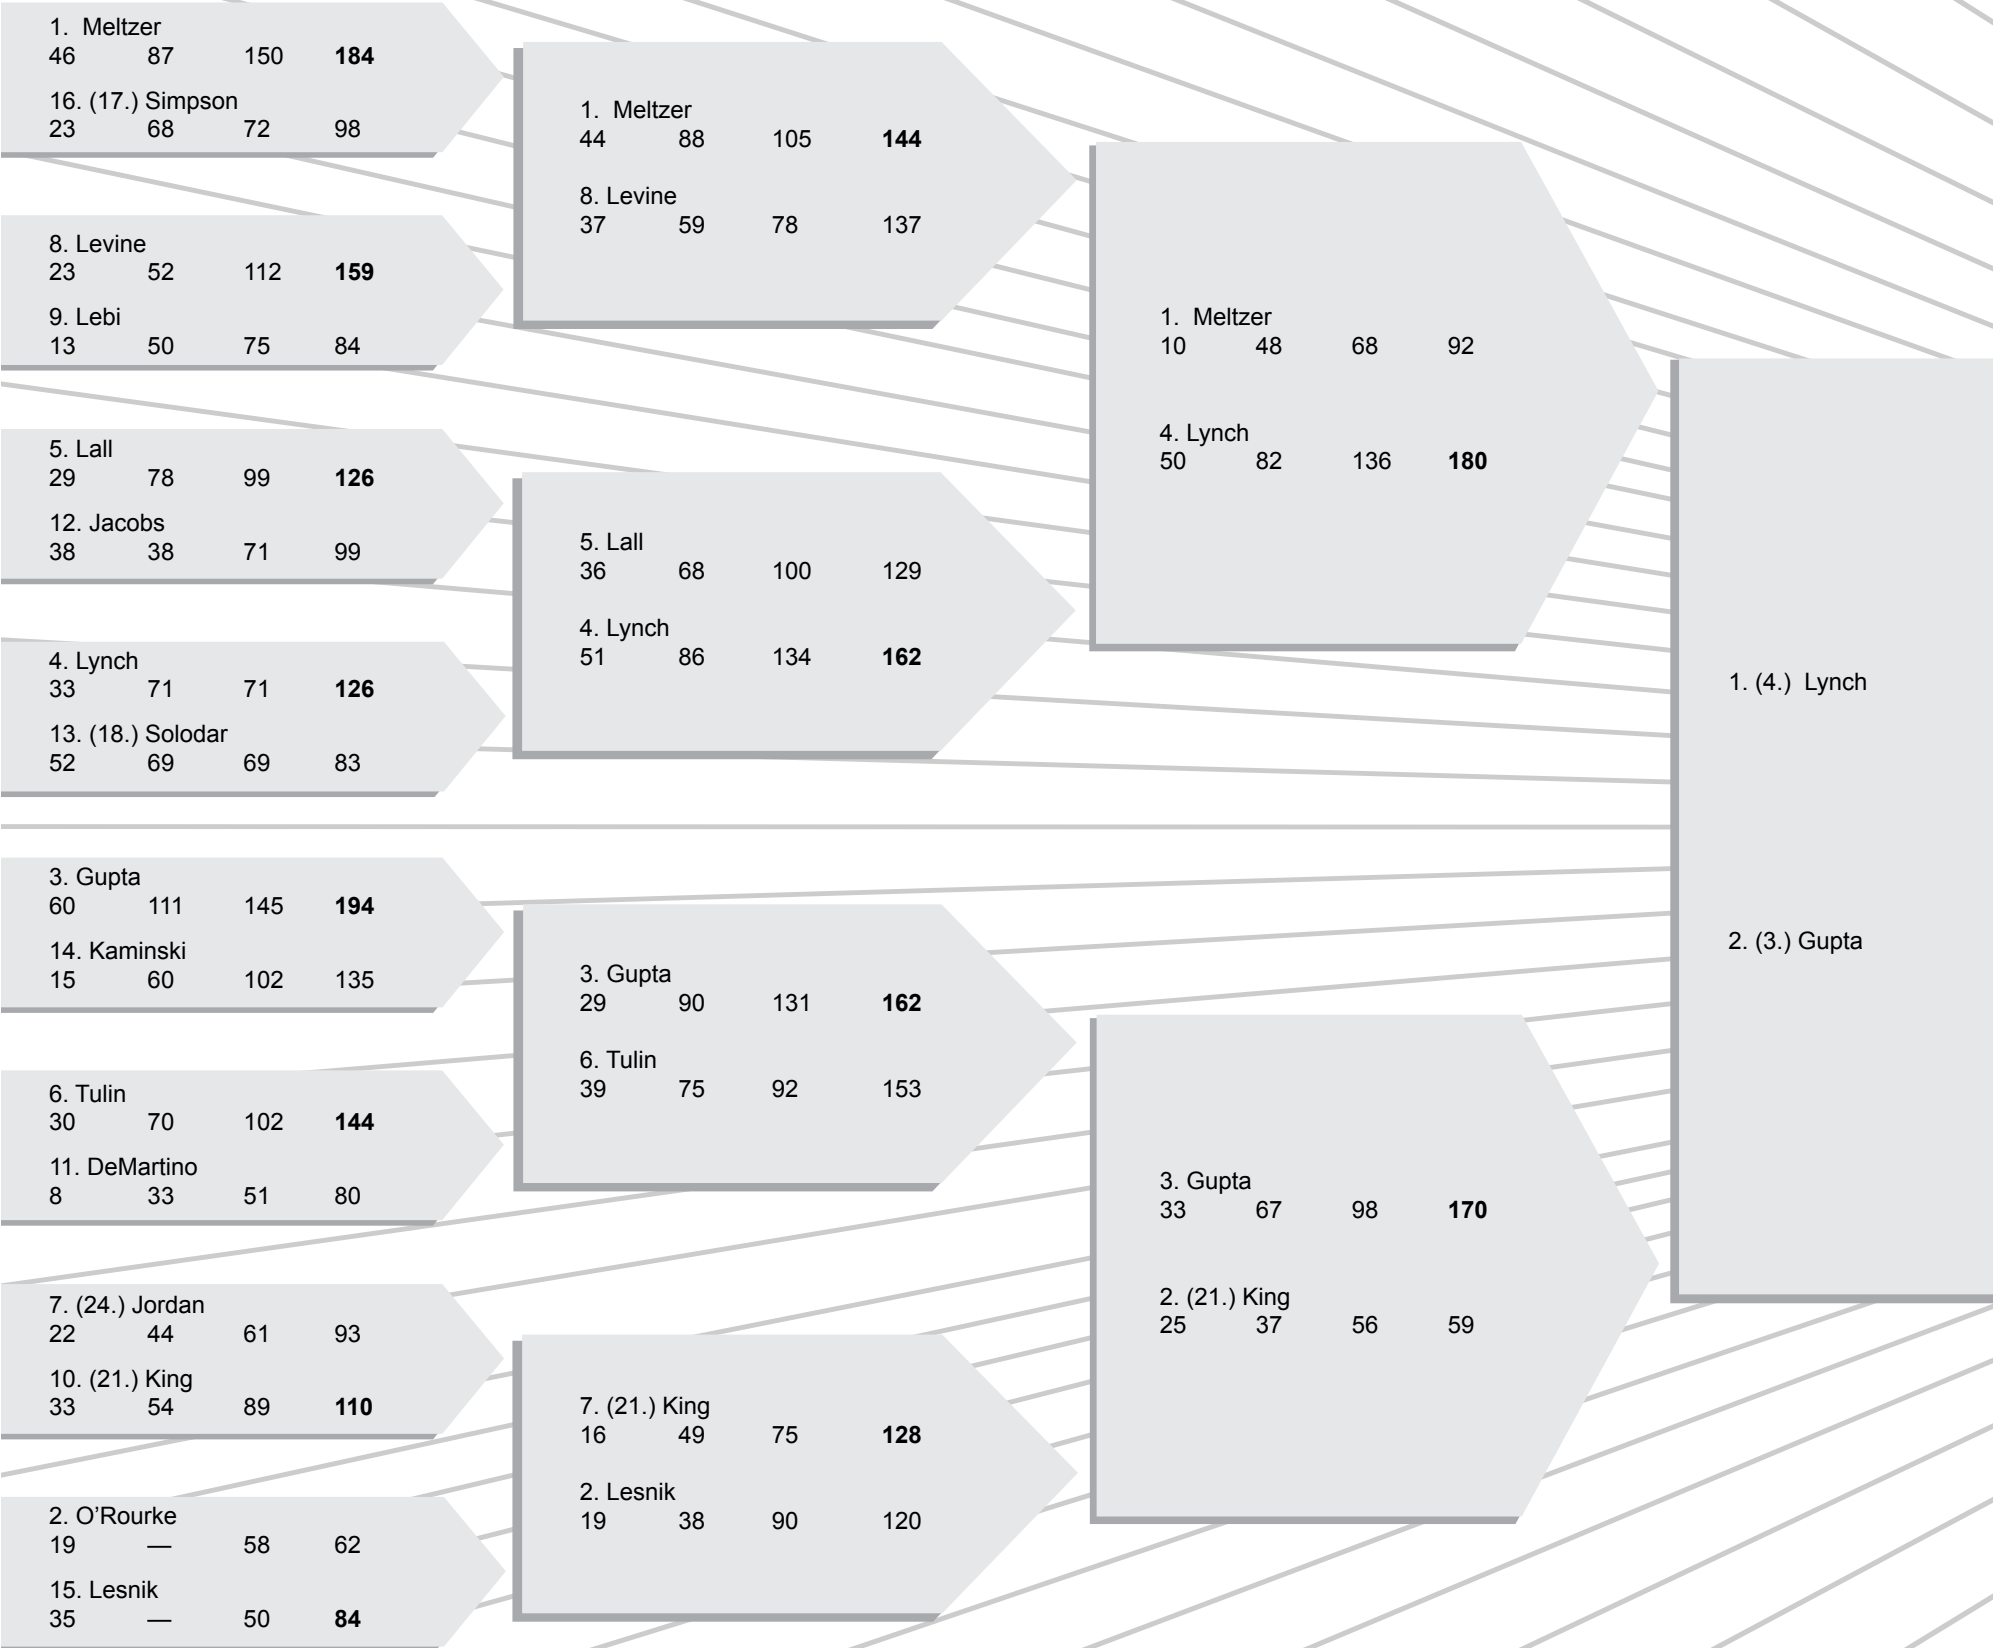 1. Meltzer
46 87 150 184
16. (17.) Simpson
23 68 72 98
8. Levine
23 52 112 159
9. Lebi
13 50 75 84
5. Lall
29 78 99 126
12. Jacobs
38 38 71 99
4. Lynch
33 71 71 126
13. (18.) Solodar
52 69 69 83
3. Gupta
60 111 145 194
14. Kaminski
15 60 102 135
6. Tulin
30 70 102 144
11. DeMartino
8 33 51 80
7. (24.) Jordan
22 44 61 93
10. (21.) King
33 54 89 110
2. O’Rourke
19 — 58 62
15. Lesnik
35 — 50 84
1. Meltzer
44 88 105 144
8. Levine
37 59 78 137
5. Lall
36 68 100 129
4. Lynch
51 86 134 162
3. Gupta
29 90 131 162
6. Tulin
39 75 92 153
7. (21.) King
16 49 75 128
2. Lesnik
19 38 90 120
1. Meltzer
10 48 68 92
4. Lynch
50 82 136 180
3. Gupta
33 67 98 170
2. (21.) King
25 37 56 59
1. (4.) Lynch
2. (3.) Gupta